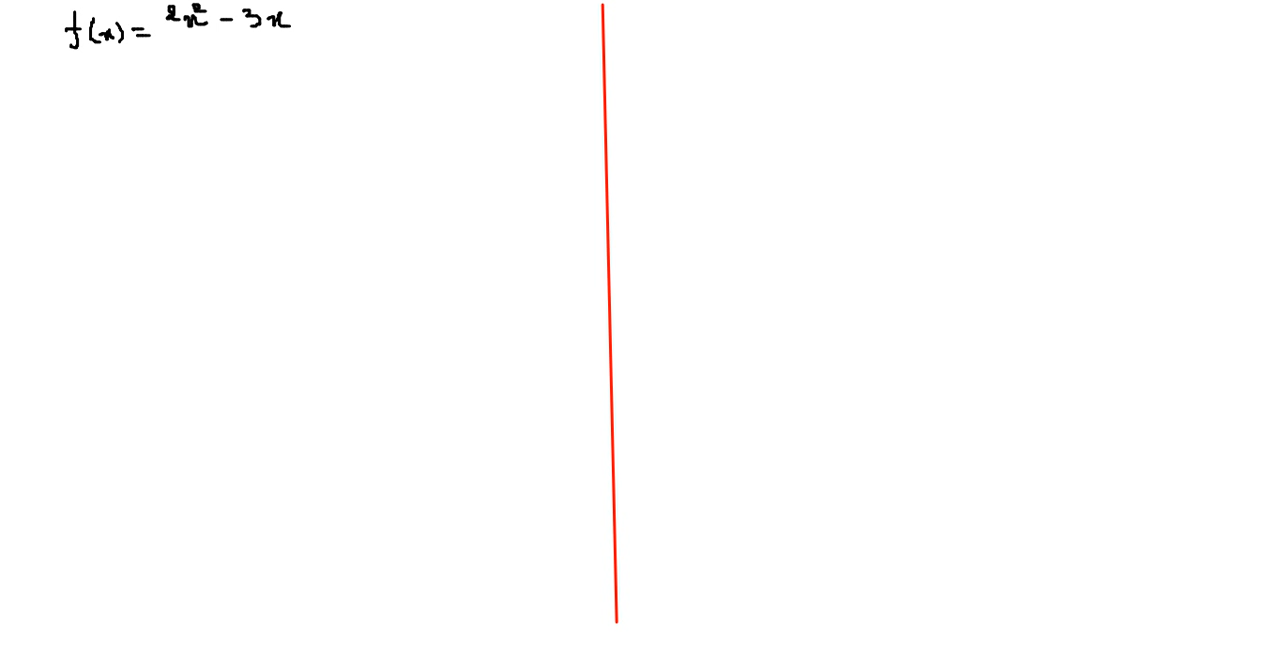 f(x) = 2x² - 3x